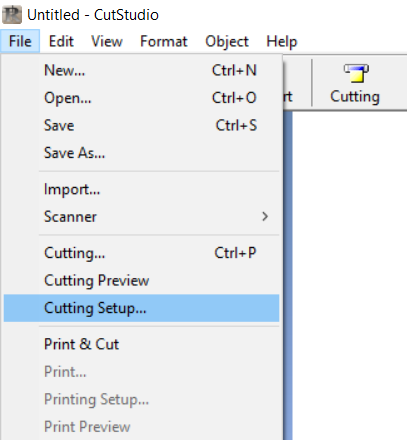 Untitled - CutStudio
File Edit View Format Object Help
New... Ctrl+N
Open... Ctrl+O
Save Ctrl+S
Save As...
Import...
Scanner
Cutting... Ctrl+P
Cutting Preview
Cutting Setup...
Print & Cut
Print...
Printing Setup...
Print Preview
rt Cutting